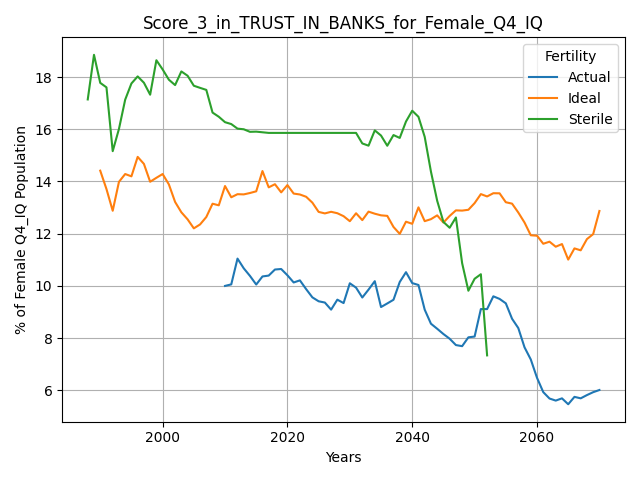 Score_3_in_TRUST_IN_BANKS_for_Female_Q4_IQ
Fertility
Actual
Ideal
Sterile
% of Female Q4_IQ Population
18
16
14
12
10
8
6
2000
2020
2040
2060
Years